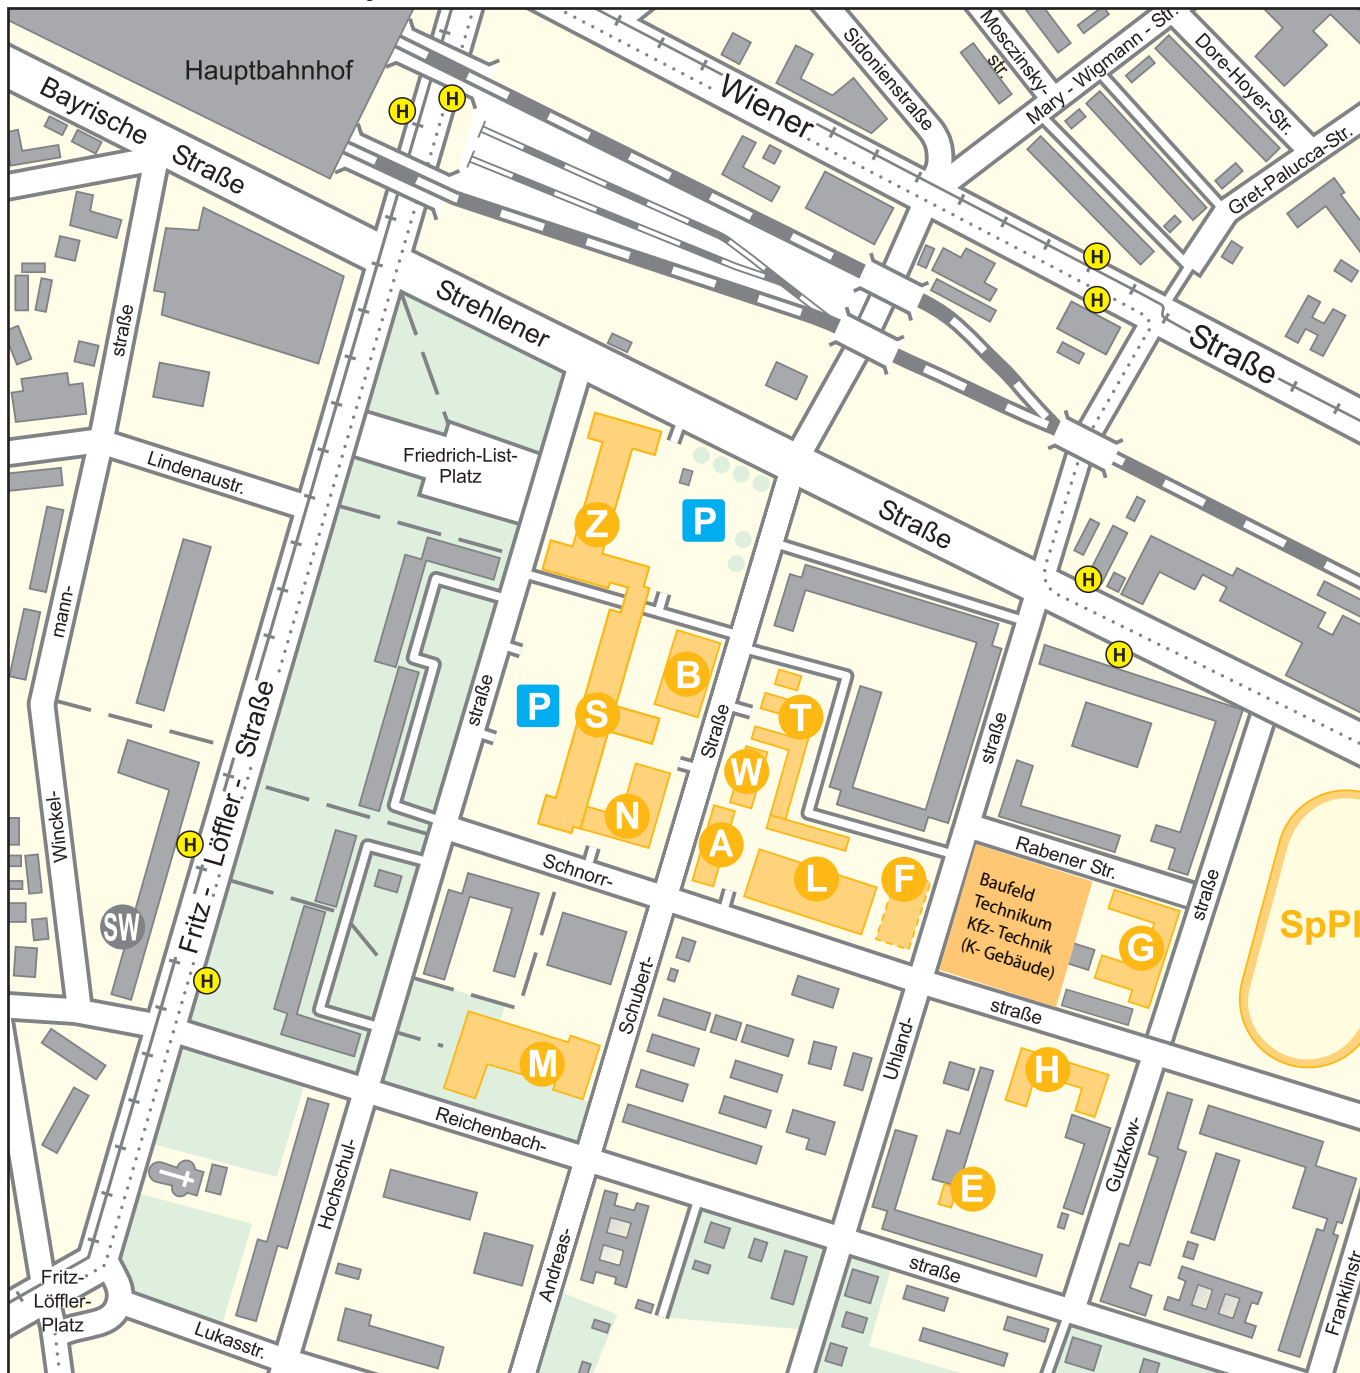 Hauptbahnhof
Bayrische
Straße
H
H
Wiener
Straße
Sidonienstraße
Mosczinsky-
str.
Mary - Wigmann - Str.
Dore-Hoyer-Str.
Gret-Palucca-Str.
H
H
Strehlener
Straße
straße
Lindenaustr.
Friedrich-List-
Platz
Z
P
H
H
mann-
Winckel-
Fritz - Löffler - Straße
straße
P
B
S
N
Straße
T
W
A
L
F
straße
Rabener Str.
straße
Baufeld
Technikum
Kfz- Technik
(K- Gebäude)
G
SpPl
H
SW
H
Schnorr-
straße
Schubert-
Uhland-
M
H
E
Gutzkow-
Reichenbach-
straße
Hochschul-
Andreas-
Franklinstr.
Fritz-
Löffler-
Platz
Lukasstr.